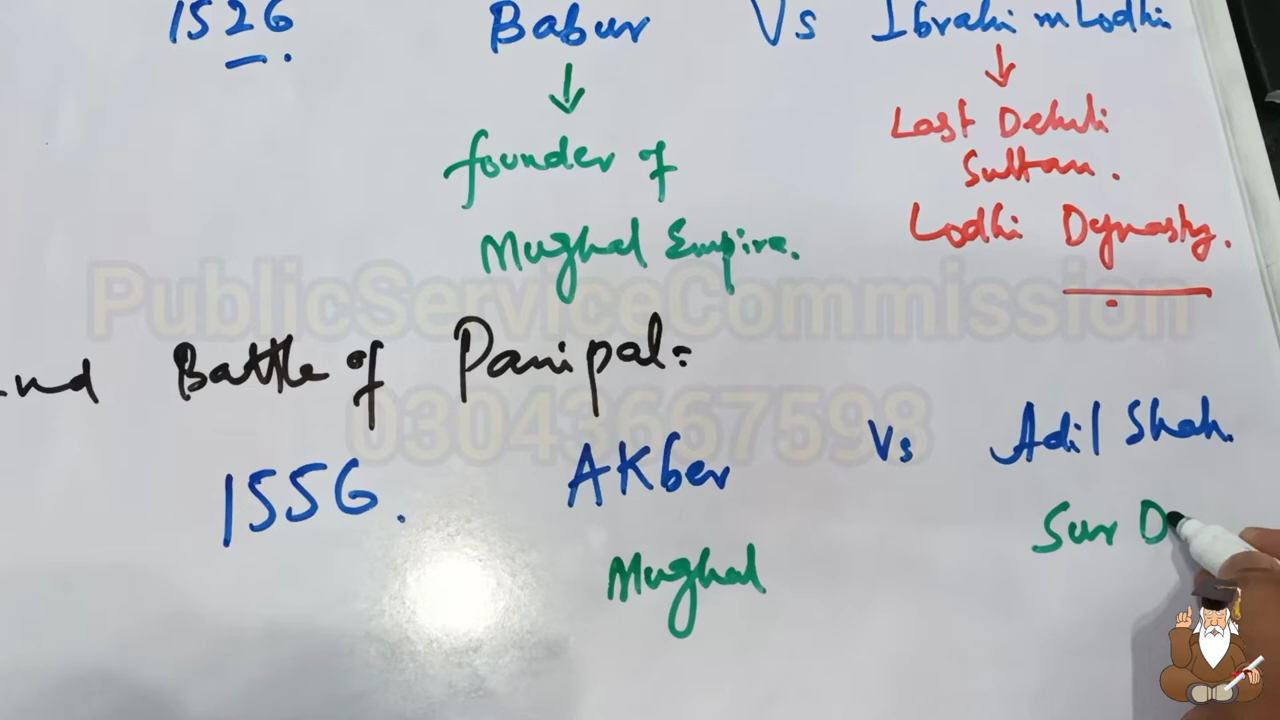 1526. Babur Vs Ibrahim Lodhi
↓ ↓
founder of Last Dehli
Mughal Empire. Sultan.
Lodhi Dynasty.
PublicServiceCommission
nd Battle of Panipat:
03043667598
1556. Akber Vs Adil Shah.
Mughal Sur D